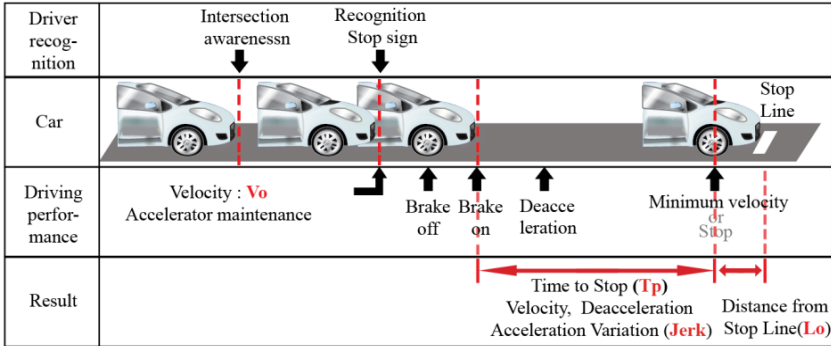 Driver
recog-
nition
Intersection
awarenessn
Recognition
Stop sign
Car
Stop
Line
Driving
perfor-
mance
Velocity : Vo
Accelerator maintenance
Brake
off
Brake
on
Deacce
leration
Minimum velocity
or
Stop
Result
Time to Stop (Tp)
Velocity, Deacceleration
Acceleration Variation (Jerk)
Distance from
Stop Line(Lo)